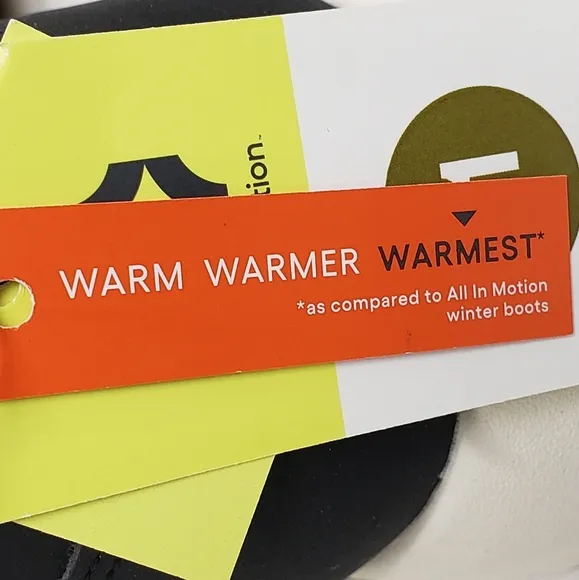 WARM WARMER WARMEST*
*as compared to All In Motion
winter boots